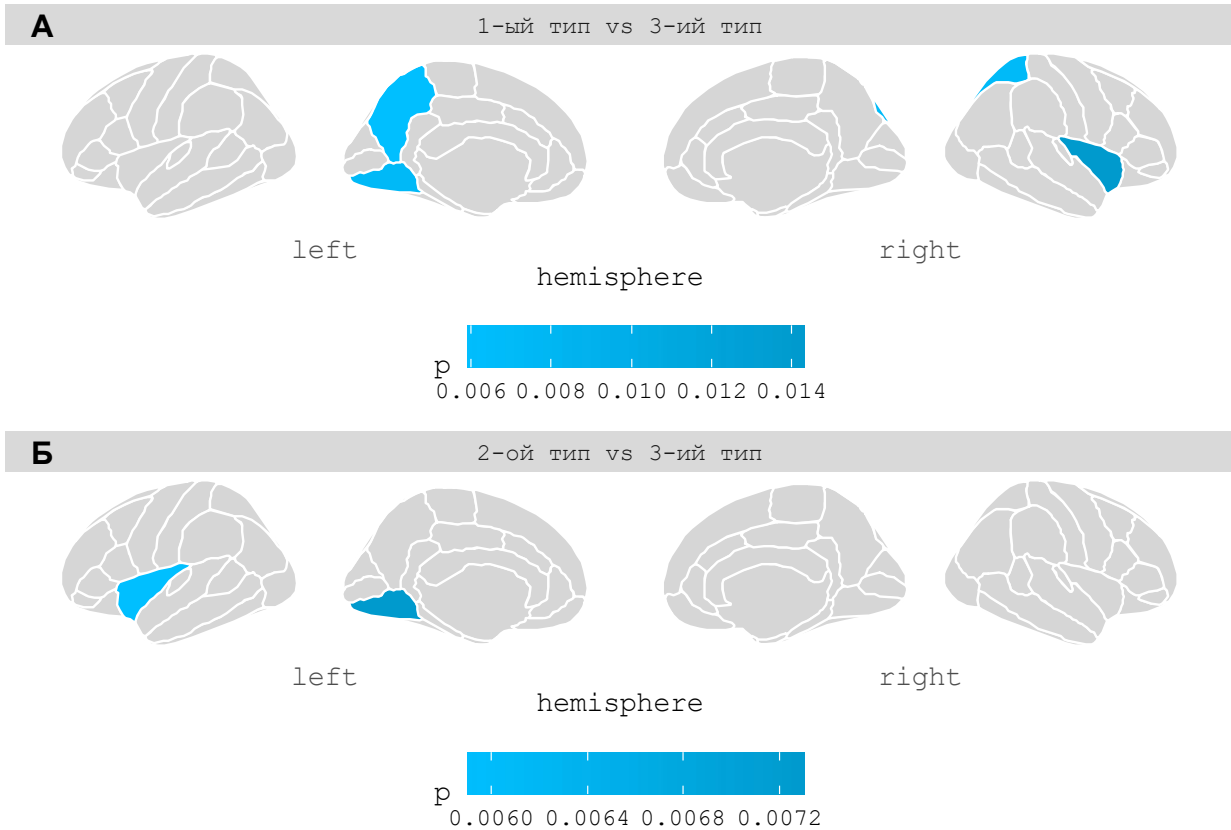 А 1-ый тип vs 3-ий тип
left right
hemisphere
p
0.006 0.008 0.010 0.012 0.014
Б 2-ой тип vs 3-ий тип
left right
hemisphere
p
0.0060 0.0064 0.0068 0.0072